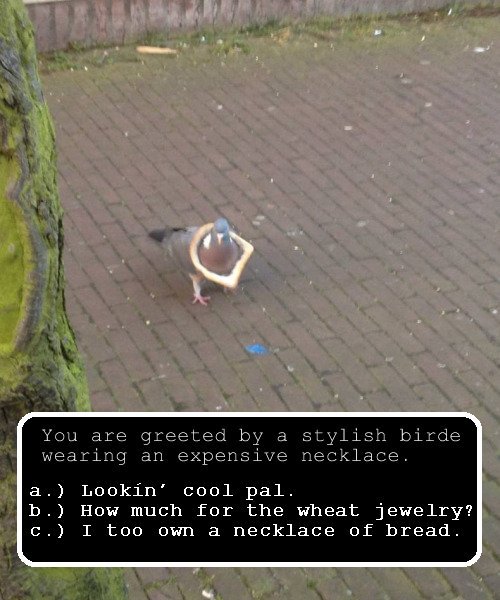 You are greeted by a stylish birde
wearing an expensive necklace.
a.) Lookín’ cool pal.
b.) How much for the wheat jewelry?
c.) I too own a necklace of bread.